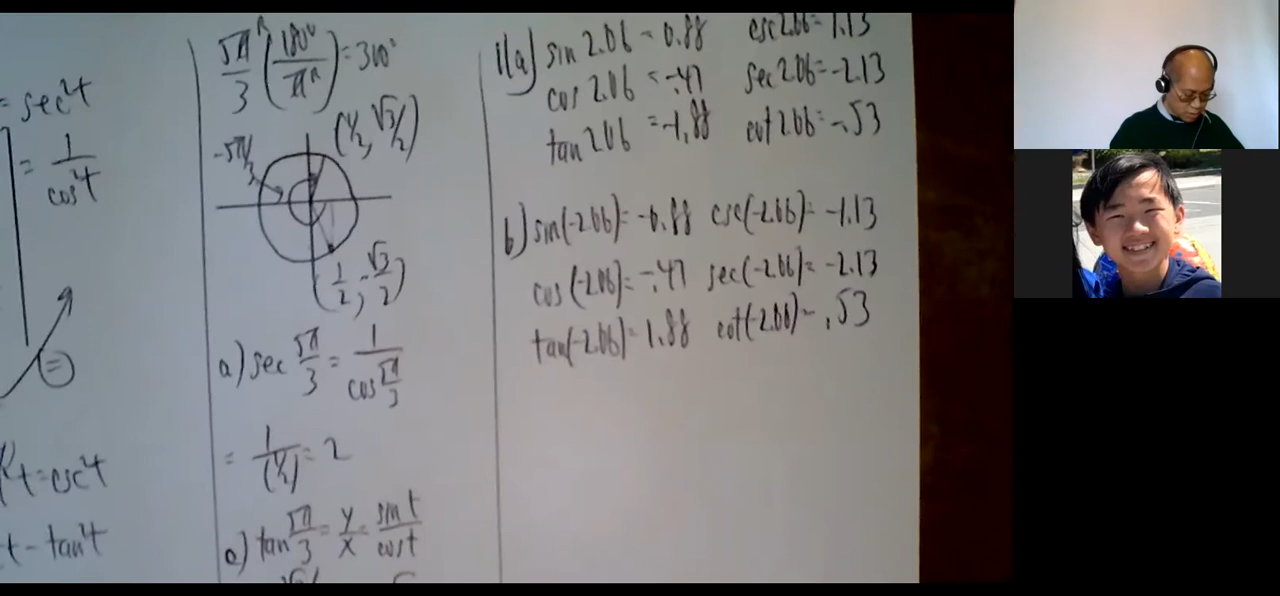 = sec²t
= 1/cos²t
=
t = csc²t
t - tan²t
5π/3 (180°/π) = 300°
(1/2, √3/2)
-5π/3
(1/2, -√3/2)
a) sec 5π/3 = 1/cos 5π/3
= 1/(1/2) = 2
e) tan 5π/3 = y/x = sin t/cos t
11(a) sin 2.06 = 0.88 csc 2.06 = 1.13
cos 2.06 = -.47 sec 2.06 = -2.13
tan 2.06 = -1.88 cot 2.06 = -.53
b) sin(-2.06) = -0.88 csc(-2.06) = -1.13
cos(-2.06) = -.47 sec(-2.06) = -2.13
tan(-2.06) = 1.88 cot(-2.06) = .53